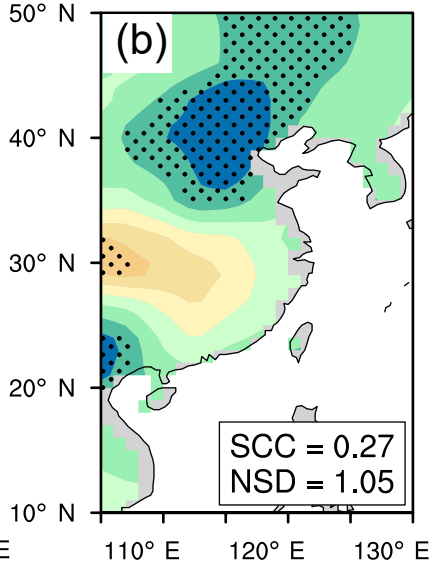 50° N
(b)
40° N
30° N
20° N
SCC = 0.27
NSD = 1.05
10° N
E
110° E
120° E
130° E